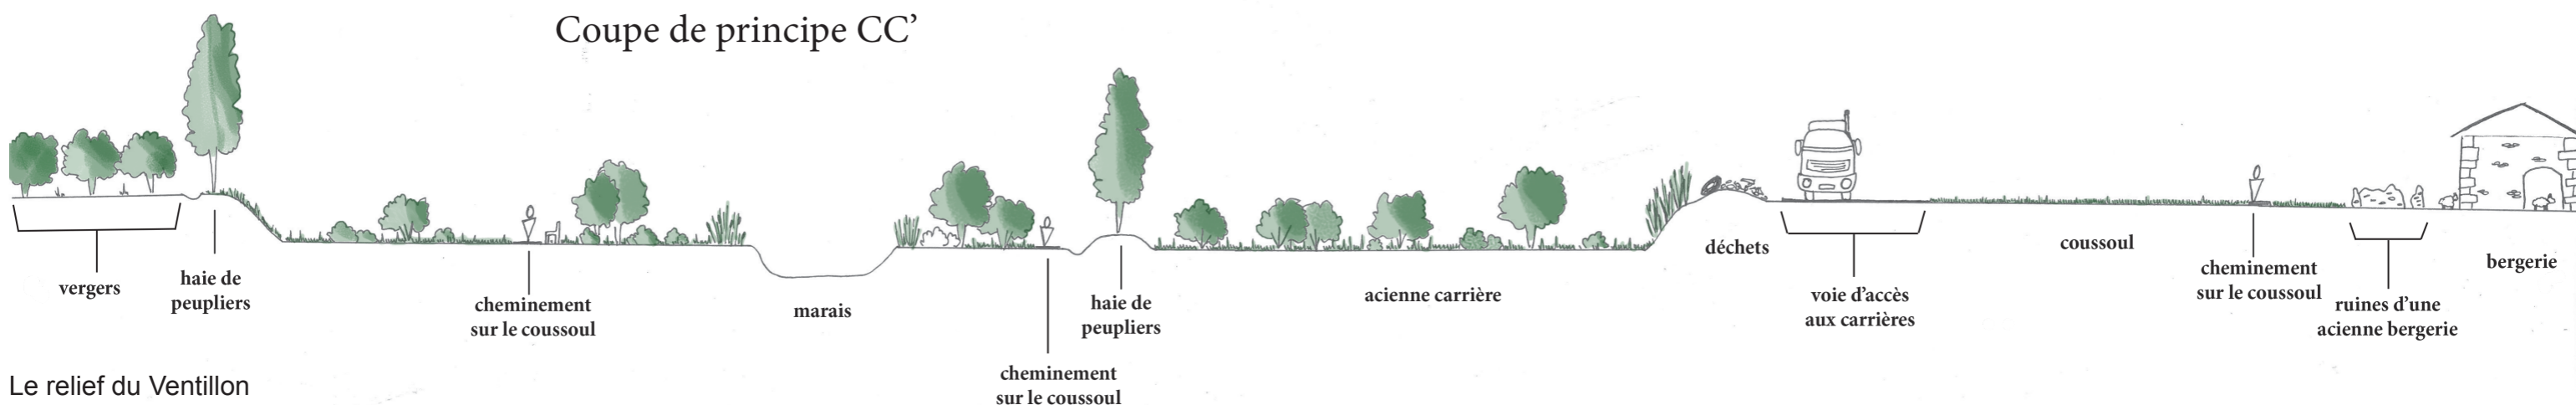 Coupe de principe CC’
vergers
haie de
peupliers
cheminement
sur le coussoul
marais
cheminement
sur le coussoul
haie de
peupliers
acienne carrière
déchets
voie d’accès
aux carrières
coussoul
cheminement
sur le coussoul
ruines d’une
acienne bergerie
bergerie
Le relief du Ventillon